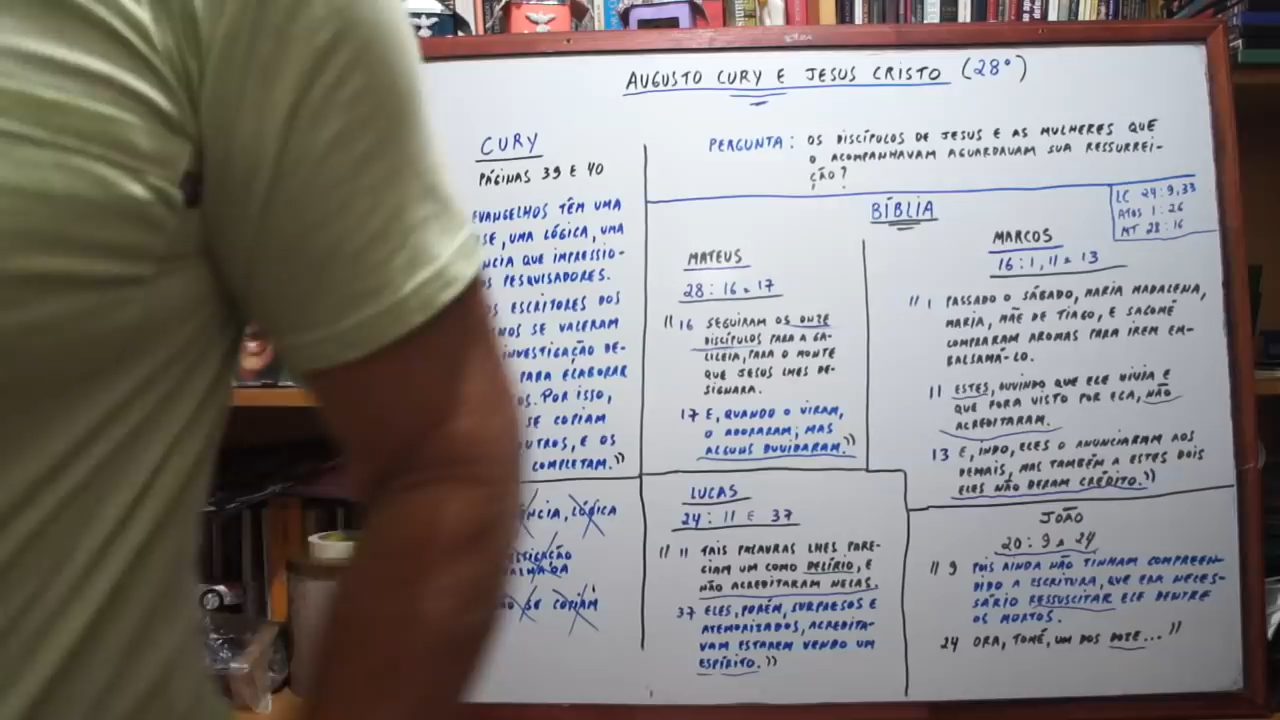 AUGUSTO CURY E JESUS CRISTO (28º)
CURY
PÁGINAS 39 E 40
EVANGELHOS TÊM UMA
, UMA LÓGICA, UMA
QUE IMPRESSIO-
PESQUISADORES.
ESCRITORES DOS
SE VALERAM
DE-
PARA ELABORAR
. POR ISSO,
SE COPIAM
, E OS
COMPLETAM."
, LÓGICA
SE COPIAM
PERGUNTA: OS DISCÍPULOS DE JESUS E AS MULHERES QUE
O ACOMPANHAVAM AGUARDAVAM SUA RESSURREI-
ÇÃO?
BÍBLIA
LC 24:9,33
ATOS 1:26
MT 28:16
MATEUS
28:16 a 17
"16 SEGUIRAM OS ONZE
DISCÍPULOS PARA A GA-
LILEIA, PARA O MONTE
QUE JESUS LHES DE-
SIGNARA.
17 E, QUANDO O VIRAM,
O ADORARAM; MAS
ALGUNS DUVIDARAM."
MARCOS
16:1, 11 a 13
"1 PASSADO O SÁBADO, MARIA MADALENA,
MARIA, MÃE DE TIAGO, E SALOMÉ
COMPRARAM AROMAS PARA IREM EM-
BALSAMÁ-LO.
11 ESTES, OUVINDO QUE ELE VIVIA E
QUE FORA VISTO POR ELA, NÃO
ACREDITARAM.
13 E, INDO, ELES O ANUNCIARAM AOS
DEMAIS, MAS TAMBÉM A ESTES DOIS
ELES NÃO DERAM CRÉDITO."
LUCAS
24:11 E 37
"11 TAIS PALAVRAS LHES PARE-
CIAM UM COMO DELÍRIO, E
NÃO ACREDITARAM NELAS.
37 ELES, PORÉM, SURPRESOS E
ATEMORIZADOS, ACREDITA-
VAM ESTAREM VENDO UM
ESPÍRITO."
JOÃO
20:9 a 24
"9 POIS AINDA NÃO TINHAM COMPREEN-
DIDO A ESCRITURA, QUE ERA NECES-
SÁRIO RESSUSCITAR ELE DENTRE
OS MORTOS.
24 ORA, TOMÉ, UM DOS DOZE..."